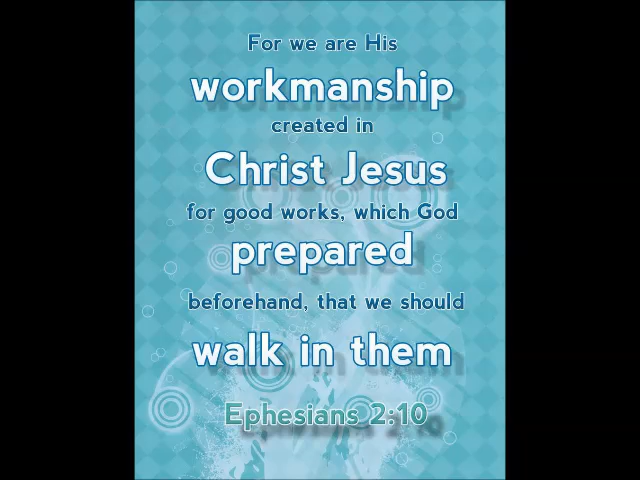 For we are His
workmanship
created in
Christ Jesus
for good works, which God
prepared
beforehand, that we should
walk in them
Ephesians 2:10